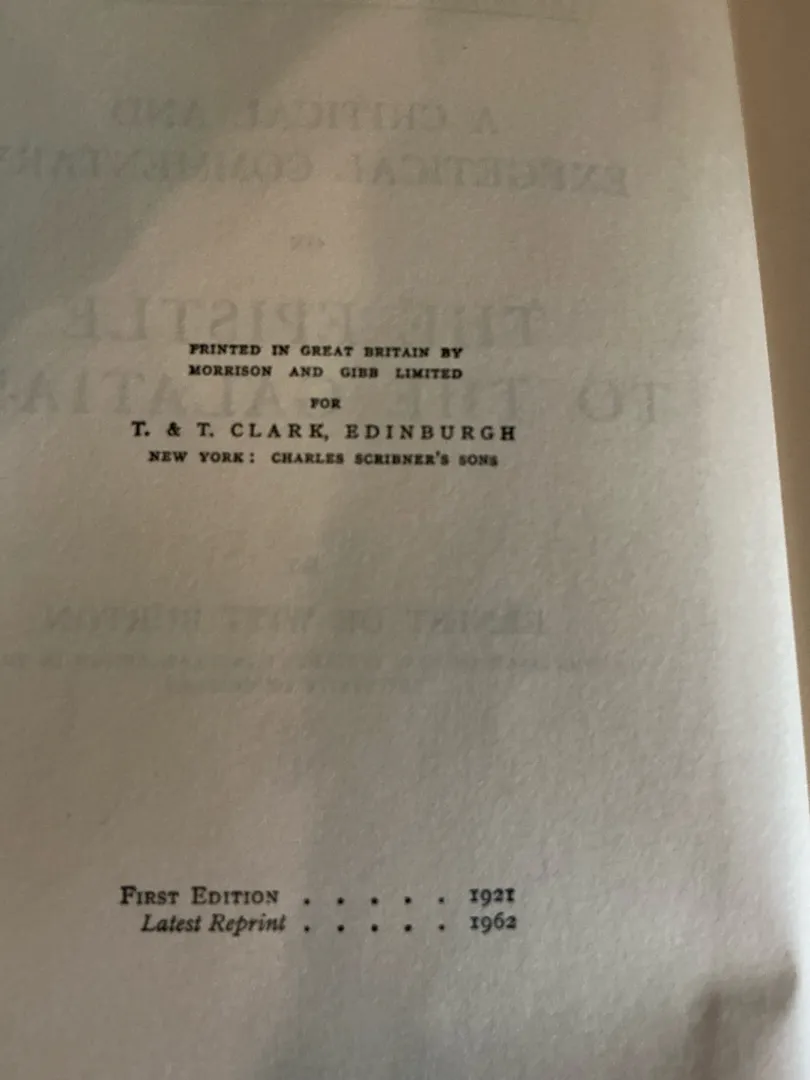 PRINTED IN GREAT BRITAIN BY
MORRISON AND GIBB LIMITED
FOR
T. & T. CLARK, EDINBURGH
NEW YORK: CHARLES SCRIBNER'S SONS
FIRST EDITION . . . . . 1921
Latest Reprint . . . . . 1962